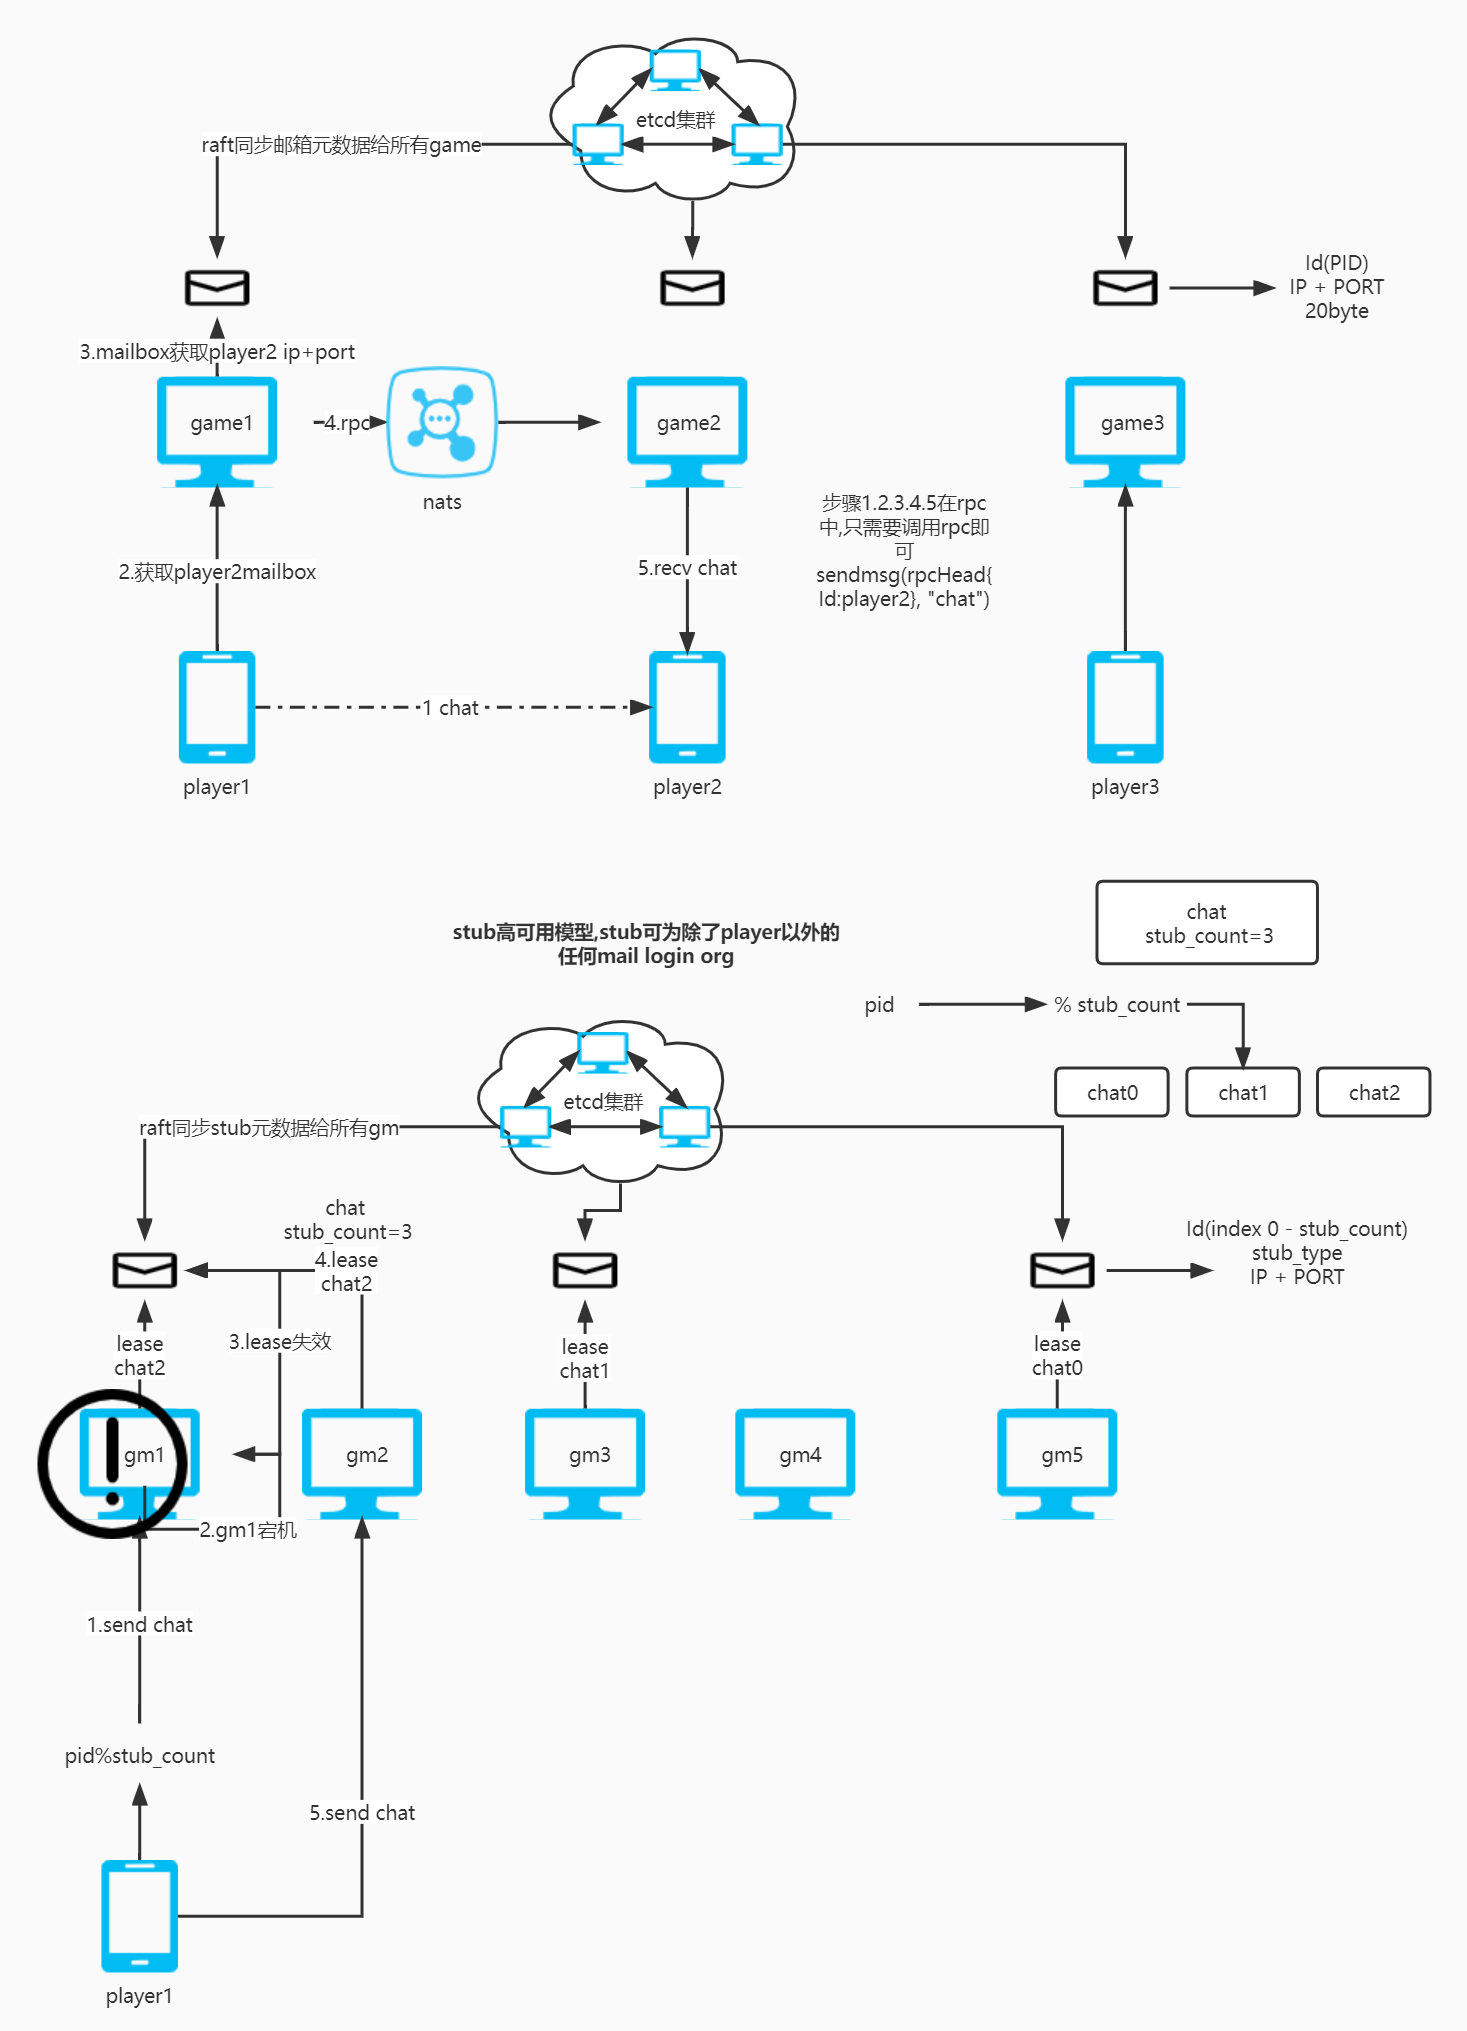 etcd集群
raft同步邮箱元数据给所有game
Id(PID)
IP + PORT
20byte
3.mailbox获取player2 ip+port
game1
4.rpc
nats
game2
game3
步骤1.2.3.4.5在rpc
中,只需要调用rpc即
可
sendmsg(rpcHead{
Id:player2}, "chat")
2.获取player2mailbox
5.recv chat
1 chat
player1
player2
player3
chat
stub_count=3
stub高可用模型,stub可为除了player以外的
任何mail login org
pid
% stub_count
chat0
chat1
chat2
etcd集群
raft同步stub元数据给所有gm
chat
stub_count=3
4.lease
chat2
Id(index 0 - stub_count)
stub_type
IP + PORT
lease
chat2
3.lease失效
lease
chat1
lease
chat0
gm1
gm2
gm3
gm4
gm5
2.gm1宕机
1.send chat
pid%stub_count
5.send chat
player1